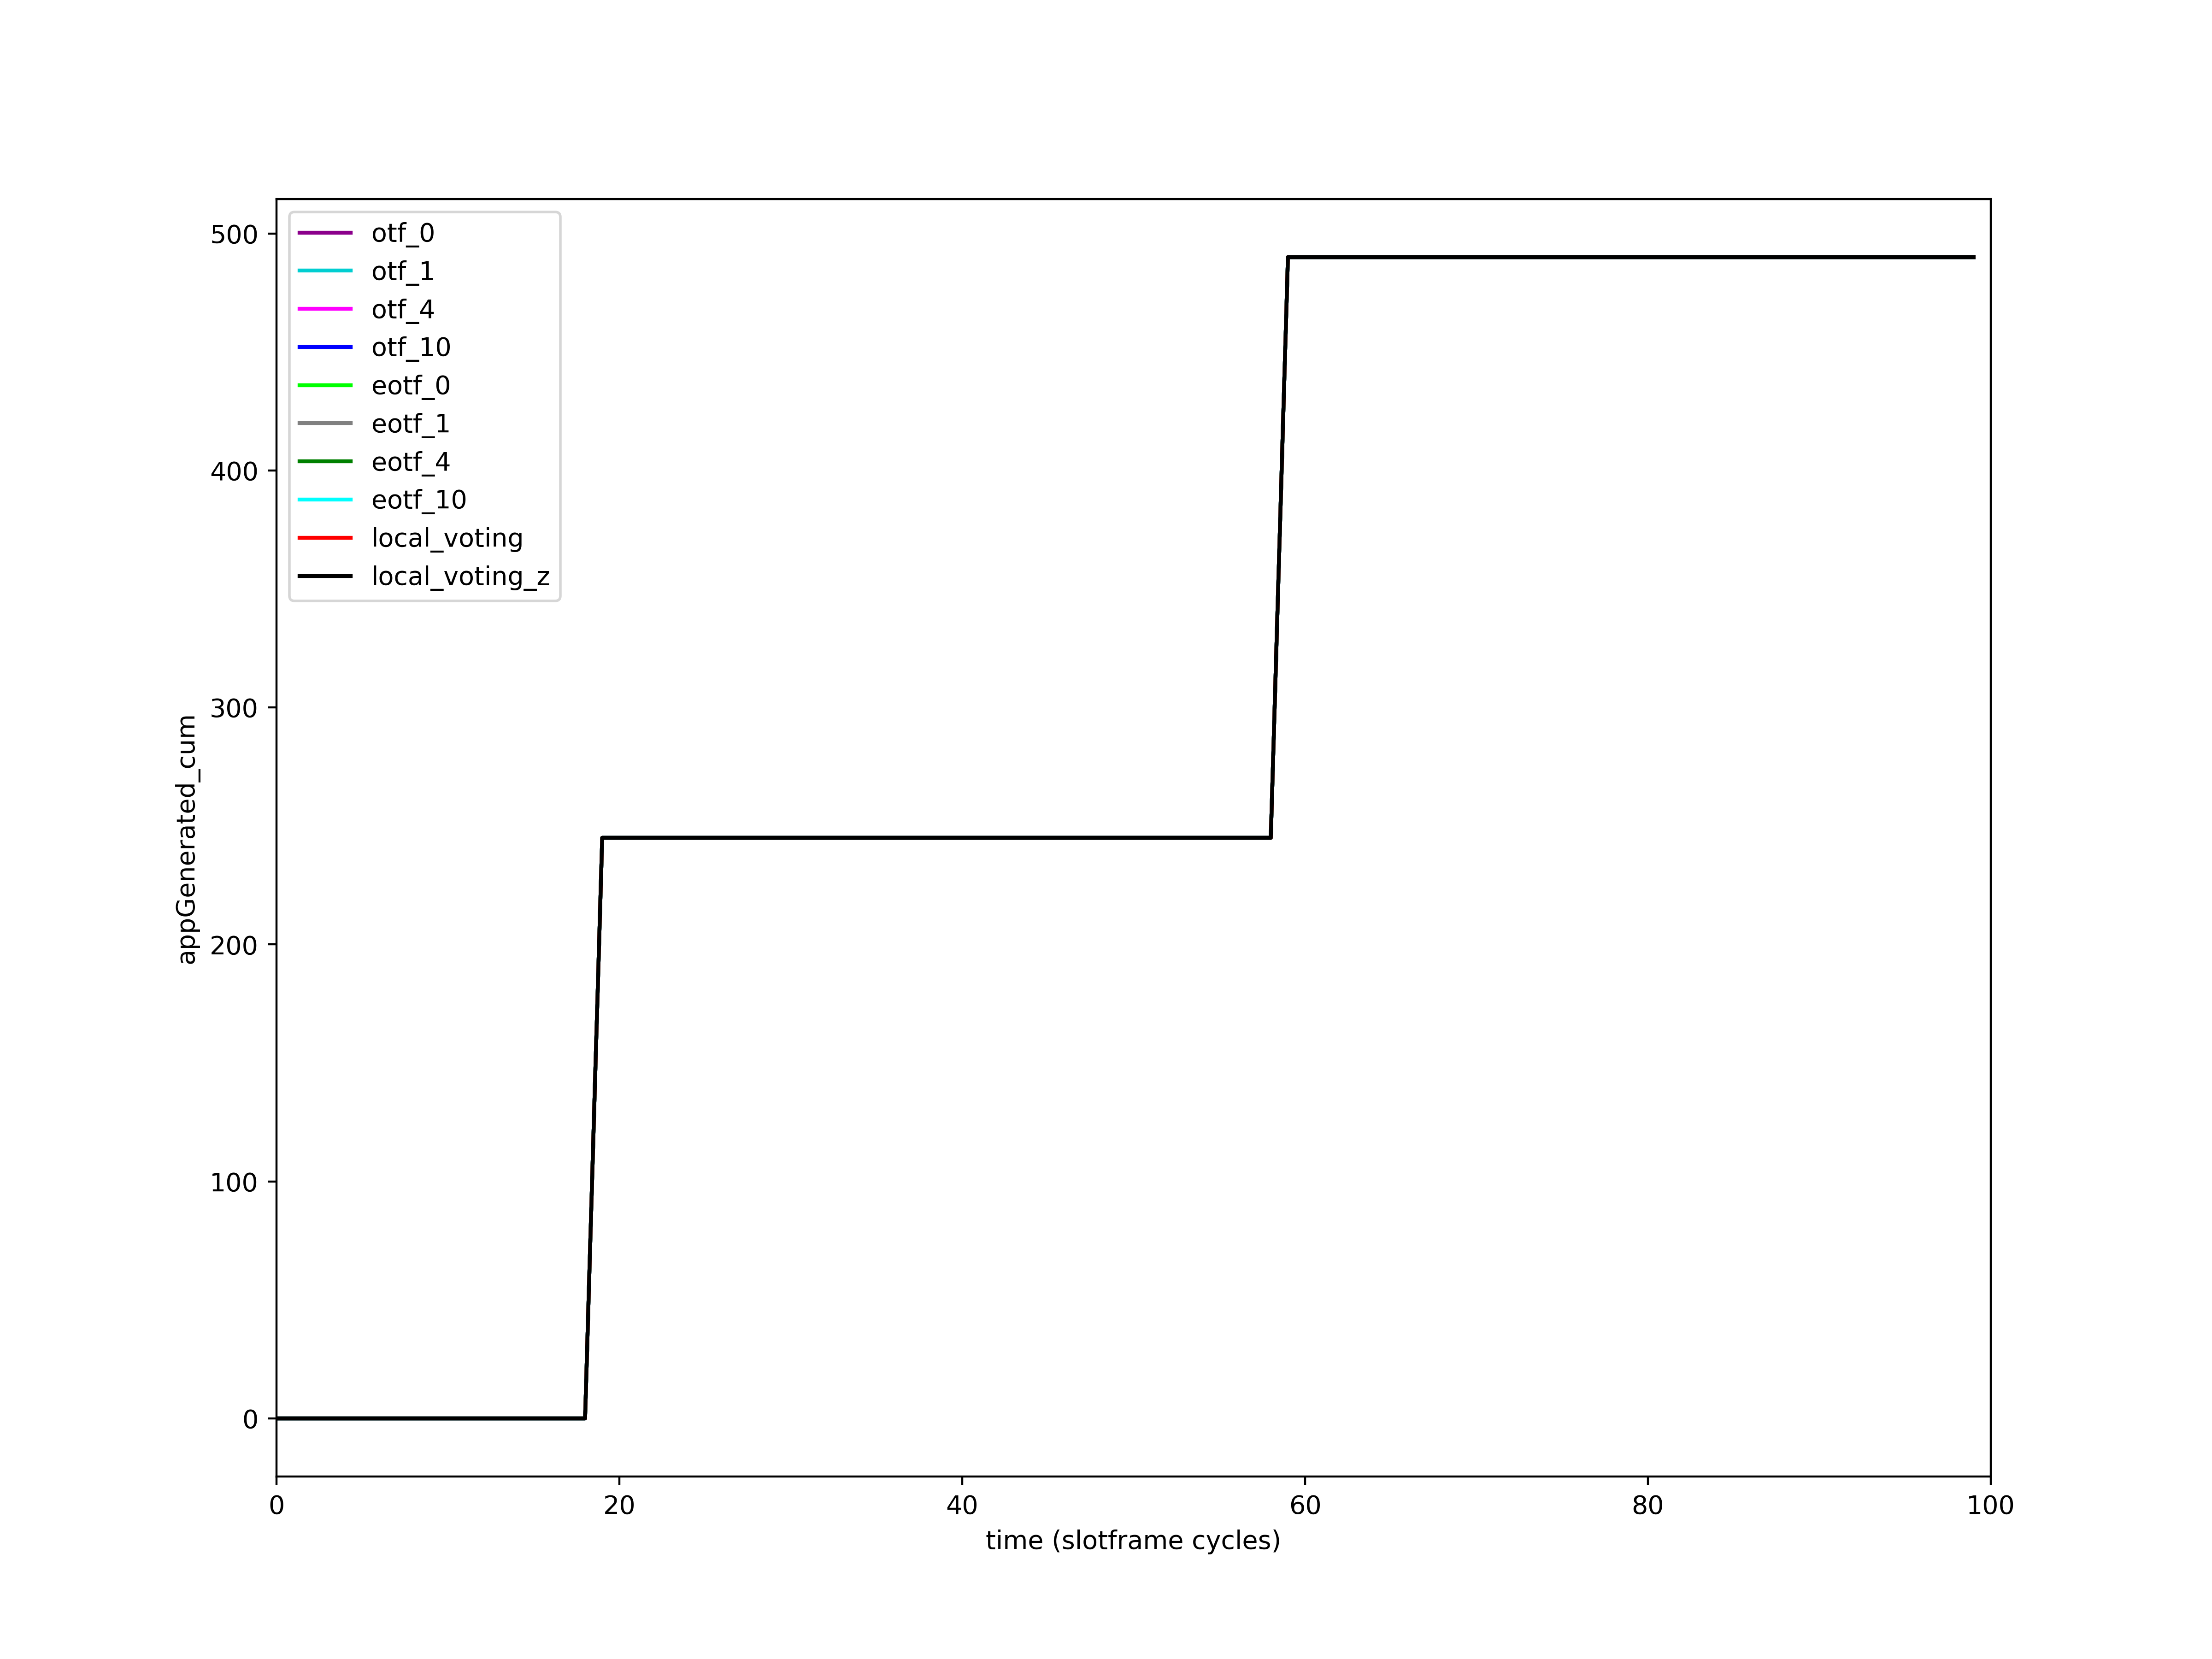 500
400
300
200
100
0
appGenerated_cum
otf_0
otf_1
otf_4
otf_10
eotf_0
eotf_1
eotf_4
eotf_10
local_voting
local_voting_z
0 20 40 60 80 100
time (slotframe cycles)